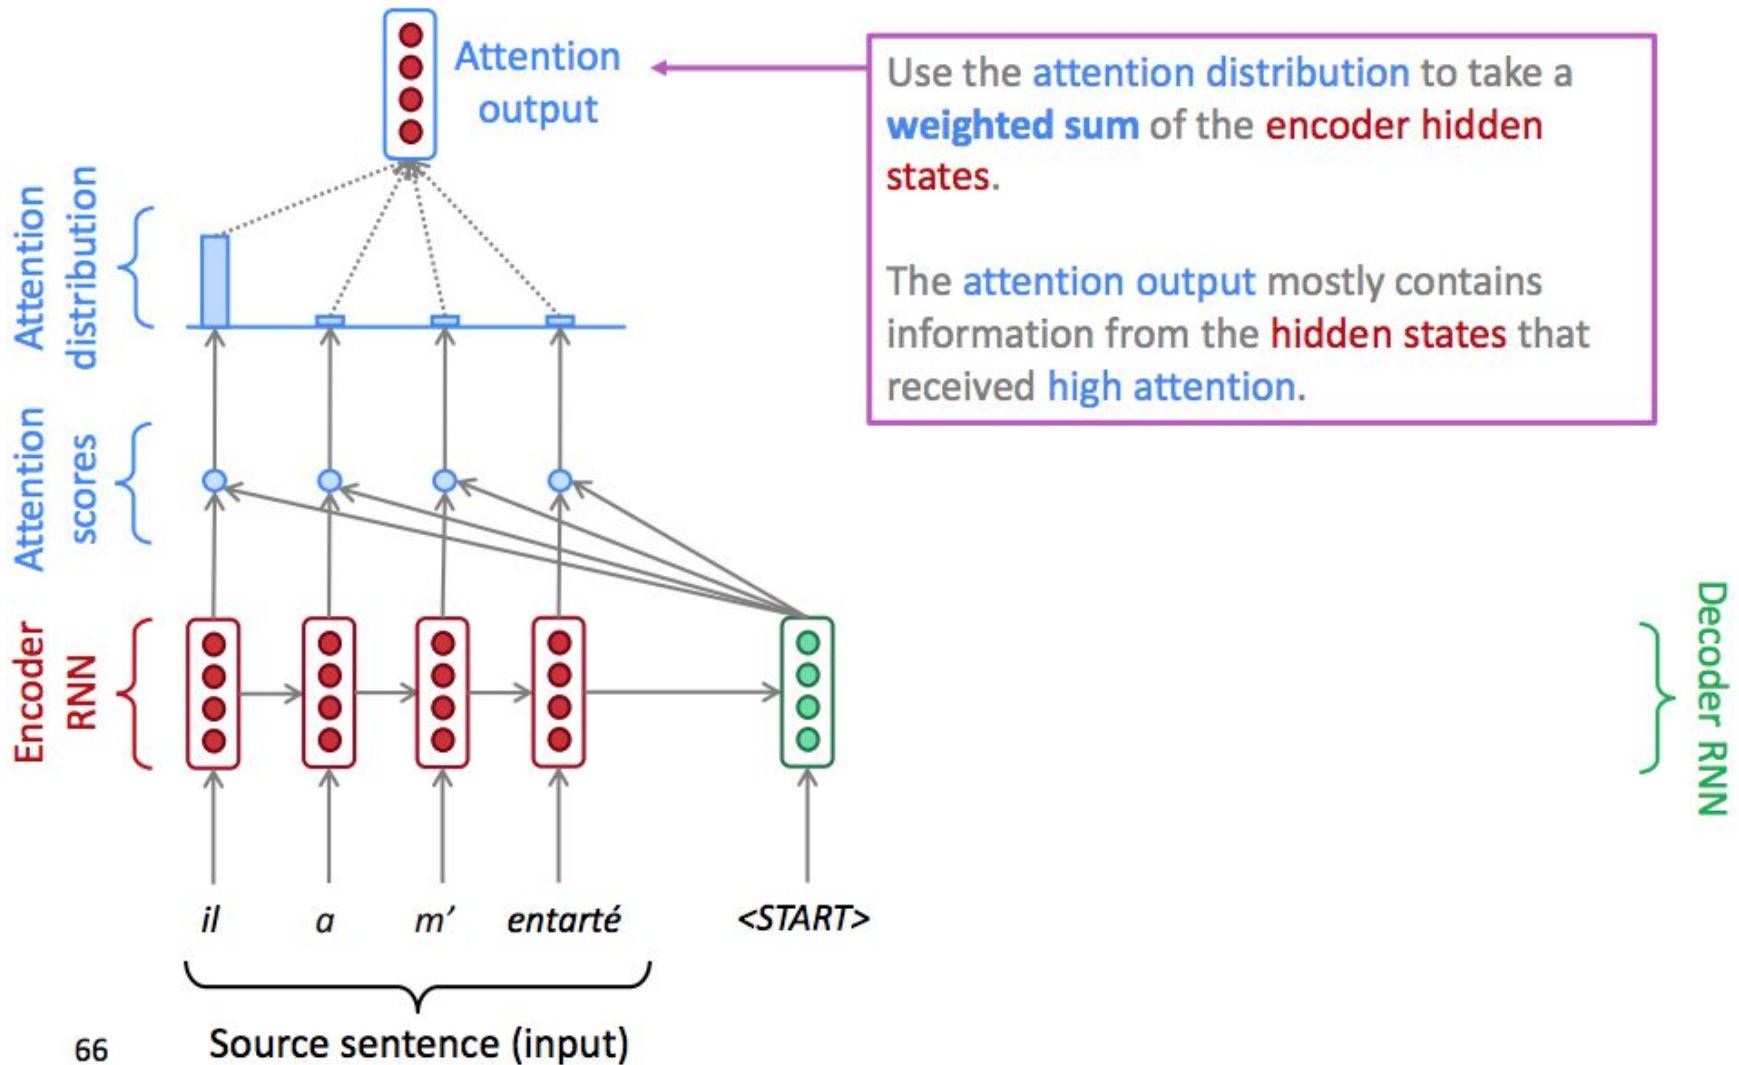 Attention
output
Use the attention distribution to take a
weighted sum of the encoder hidden
states.
The attention output mostly contains
information from the hidden states that
received high attention.
Attention
distribution
Attention
scores
Encoder
RNN
Decoder RNN
il a m’ entarté <START>
Source sentence (input)
66